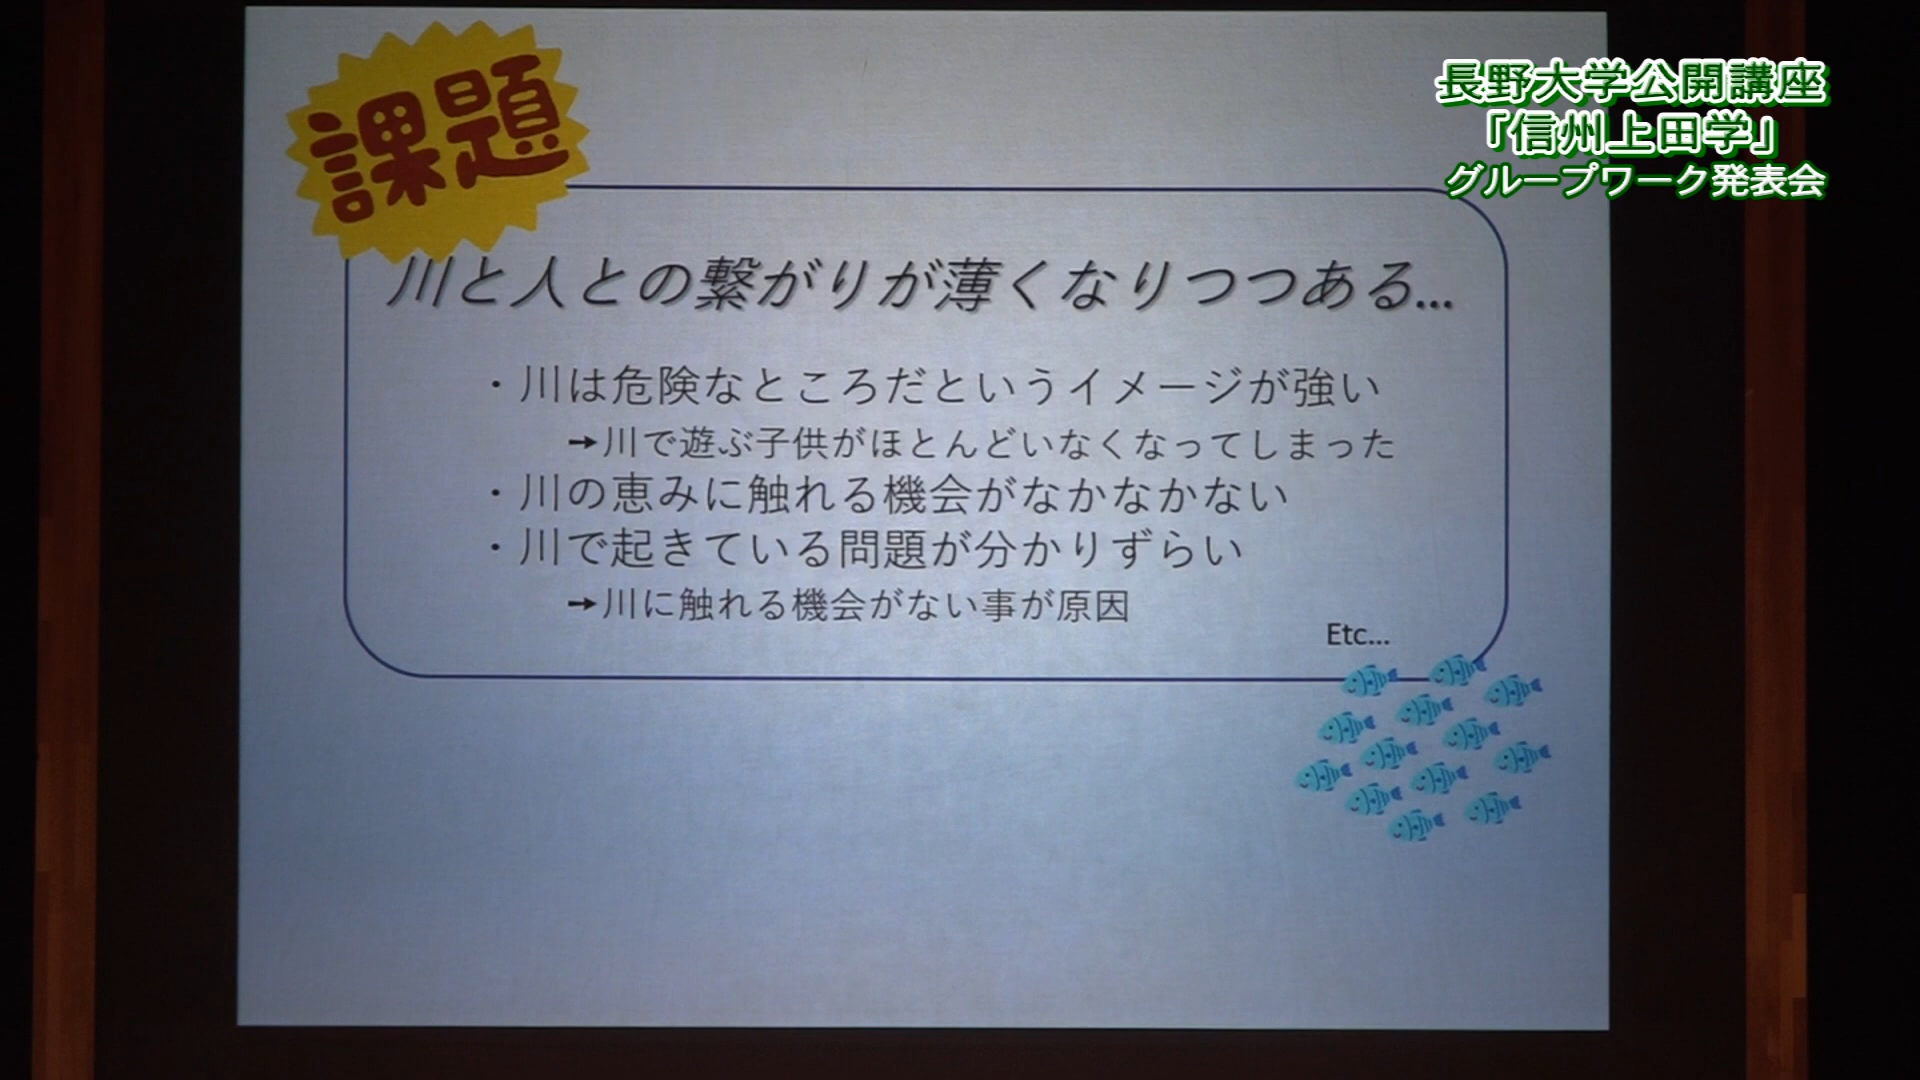 課題
長野大学公開講座
「信州上田学」
グループワーク発表会
川と人との繋がりが薄くなりつつある...
・川は危険なところだというイメージが強い
➞川で遊ぶ子供がほとんどいなくなってしまった
・川の恵みに触れる機会がなかなかない
・川で起きている問題が分かりずらい
➞川に触れる機会がない事が原因
Etc...